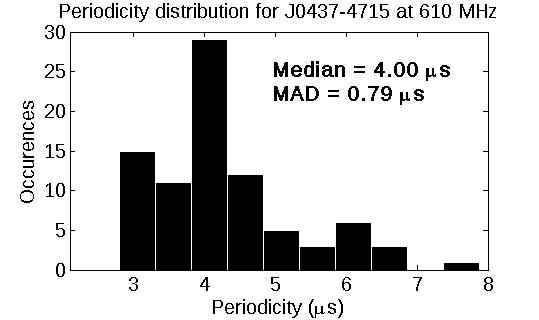 Periodicity distribution for J0437-4715 at 610 MHz
30
25
20
15
10
5
0
Occurences
Median = 4.00 μs
MAD = 0.79 μs
3 4 5 6 7 8
Periodicity (μs)